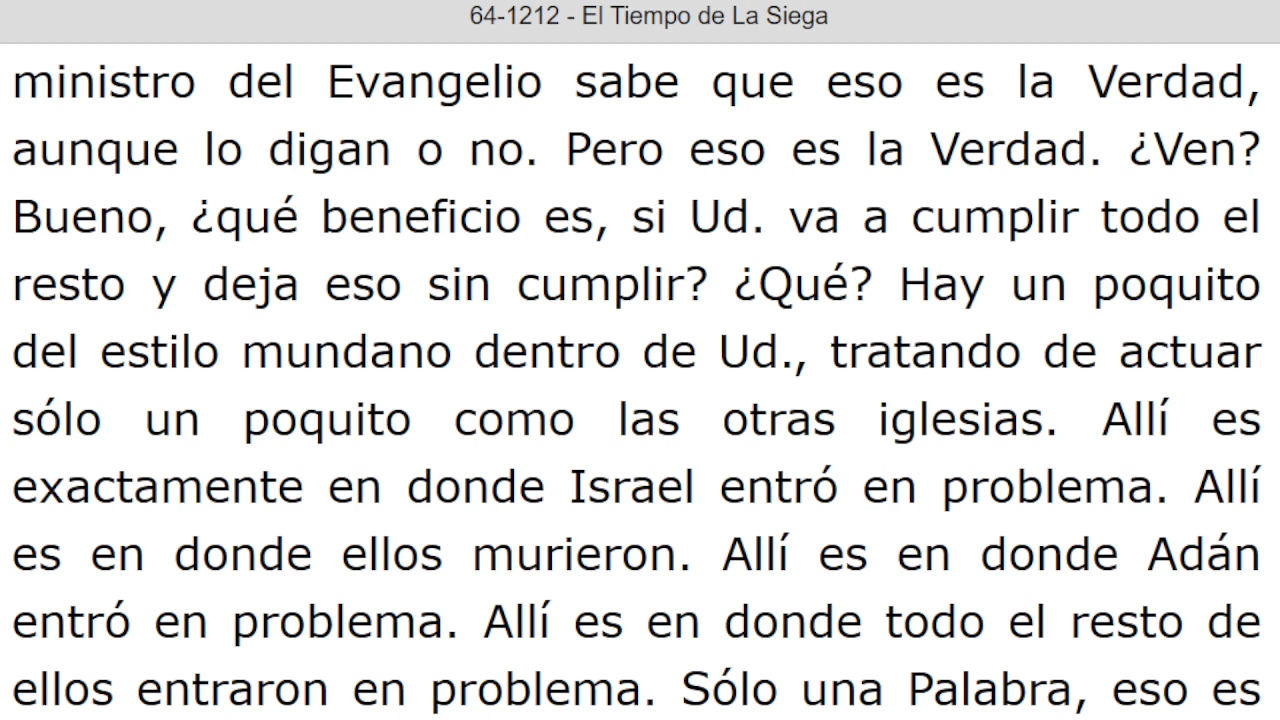 64-1212 - El Tiempo de La Siega
ministro del Evangelio sabe que eso es la Verdad,
aunque lo digan o no. Pero eso es la Verdad. ¿Ven?
Bueno, ¿qué beneficio es, si Ud. va a cumplir todo el
resto y deja eso sin cumplir? ¿Qué? Hay un poquito
del estilo mundano dentro de Ud., tratando de actuar
sólo un poquito como las otras iglesias. Allí es
exactamente en donde Israel entró en problema. Allí
es en donde ellos murieron. Allí es en donde Adán
entró en problema. Allí es en donde todo el resto de
ellos entraron en problema. Sólo una Palabra, eso es